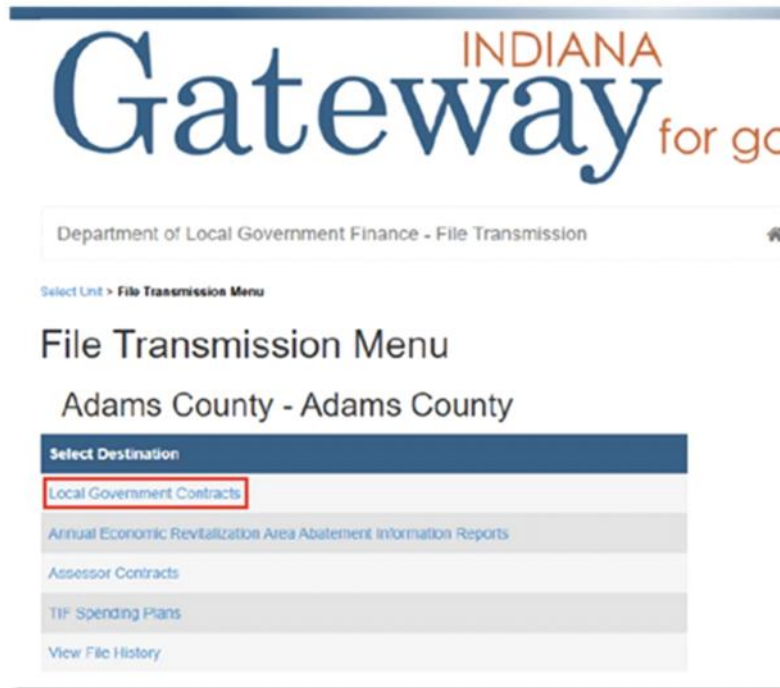 INDIANA
Gateway for go
Department of Local Government Finance - File Transmission
Select Unit > File Transmission Menu
File Transmission Menu
Adams County - Adams County
Select Destination
Local Government Contracts
Annual Economic Revitalization Area Abatement Information Reports
Assessor Contracts
TIF Spending Plans
View File History